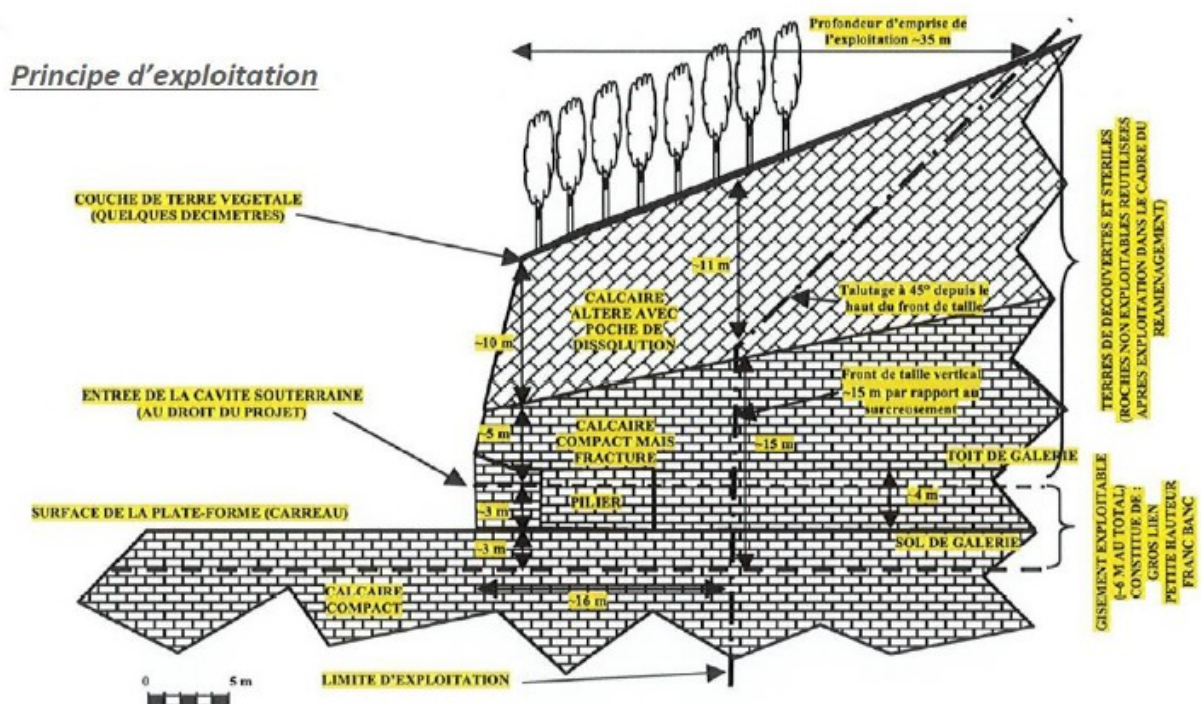 Principe d'exploitation
Profondeur d'emprise de
l'exploitation ~35 m
COUCHE DE TERRE VEGETALE
(QUELQUES DECIMETRES)
~11 m
CALCAIRE
ALTERE AVEC
POCHE DE
DISSOLUTION
Talutage à 45° depuis le
haut du front de taille
~10 m
ENTREE DE LA CAVITE SOUTERRAINE
(AU DROIT DU PROJET)
Front de taille vertical
~15 m par rapport au
surcreusement
~5 m
CALCAIRE
COMPACT MAIS
FRACTURE
~15 m
TOIT DE GALERIE
PILIER
~4 m
SURFACE DE LA PLATE-FORME (CARREAU)
~3 m
SOL DE GALERIE
~3 m
CALCAIRE
COMPACT
~16 m
LIMITE D'EXPLOITATION
0 5 m
TERRES DE DECOUVERTES ET STERILES
(ROCHES NON EXPLOITABLES REUTILISEES
APRES EXPLOITATION DANS LE CADRE DU
REAMENAGEMENT)
GISEMENT EXPLOITABLE
(~6 M AU TOTAL)
CONSTITUE DE :
GROS LIEN
PETITE HAUTEUR
FRANC BANC